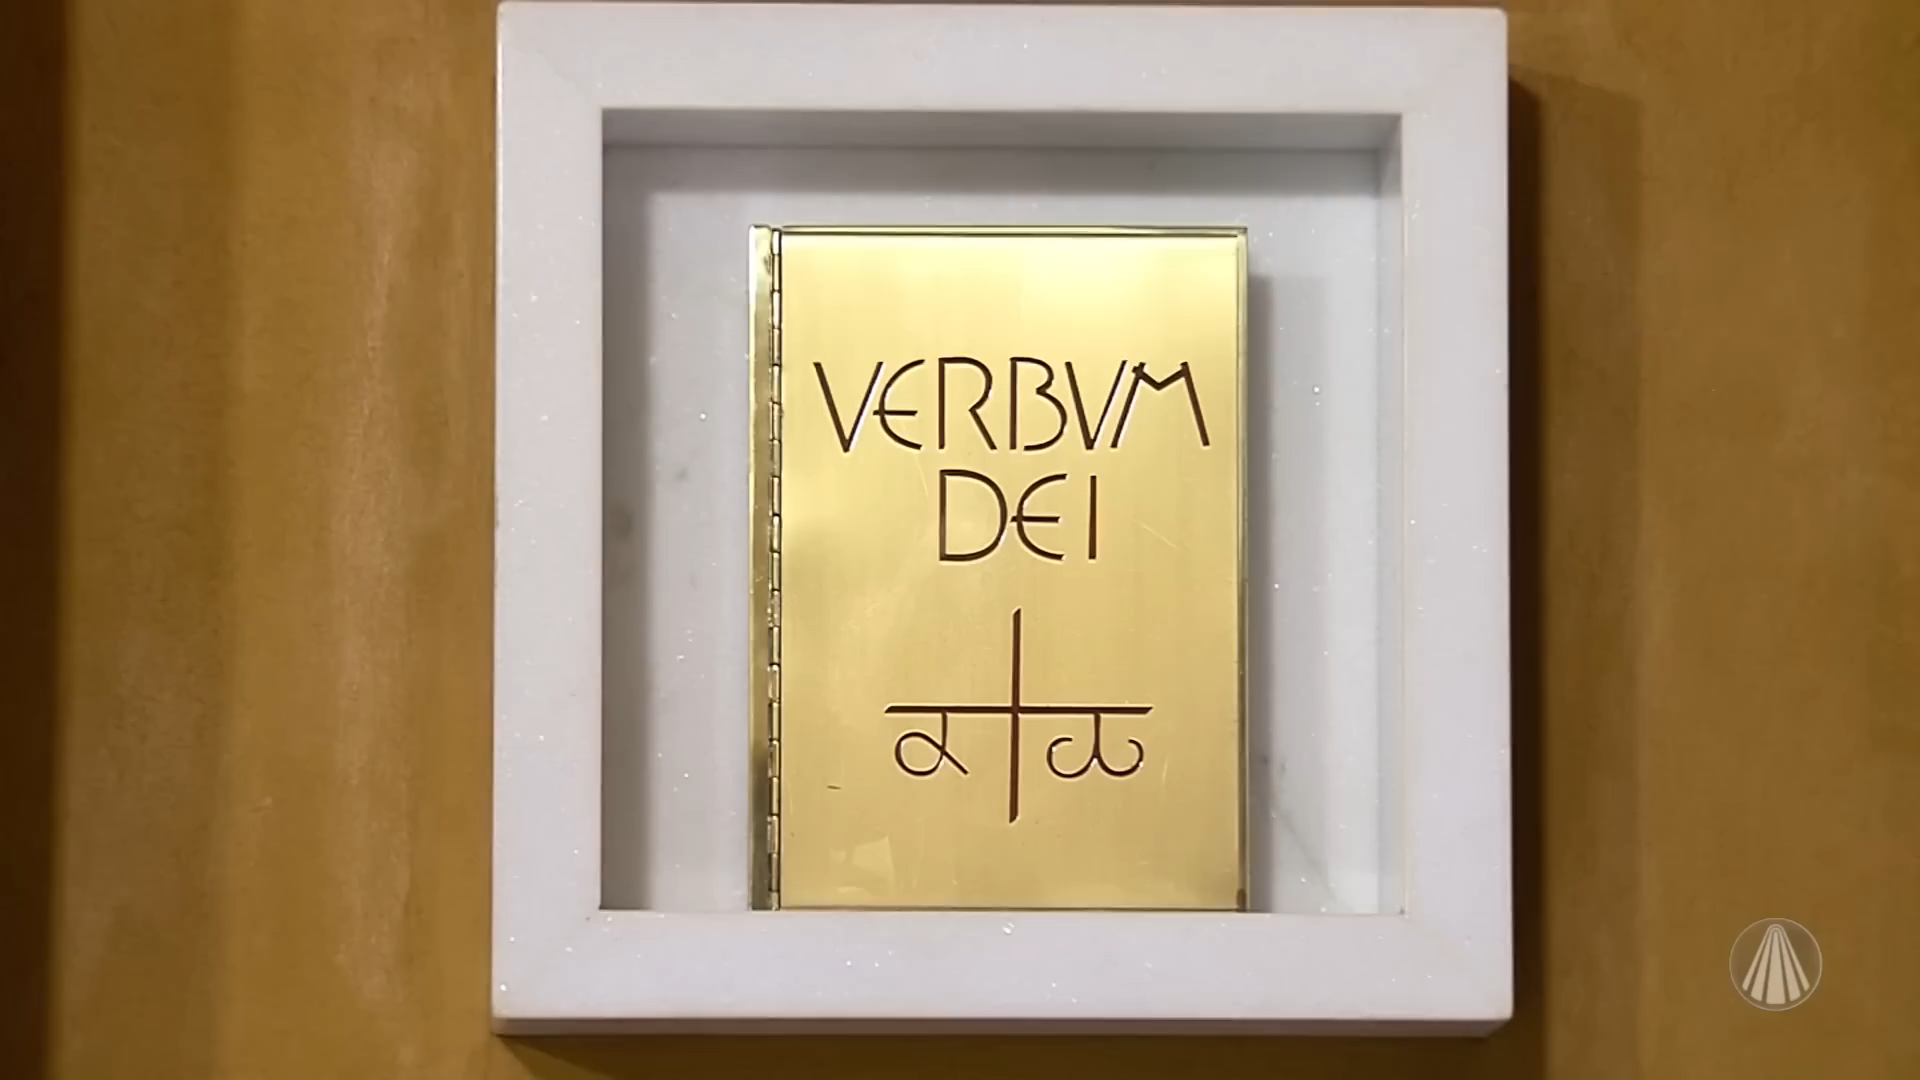 VERBVM
DEI
α ω